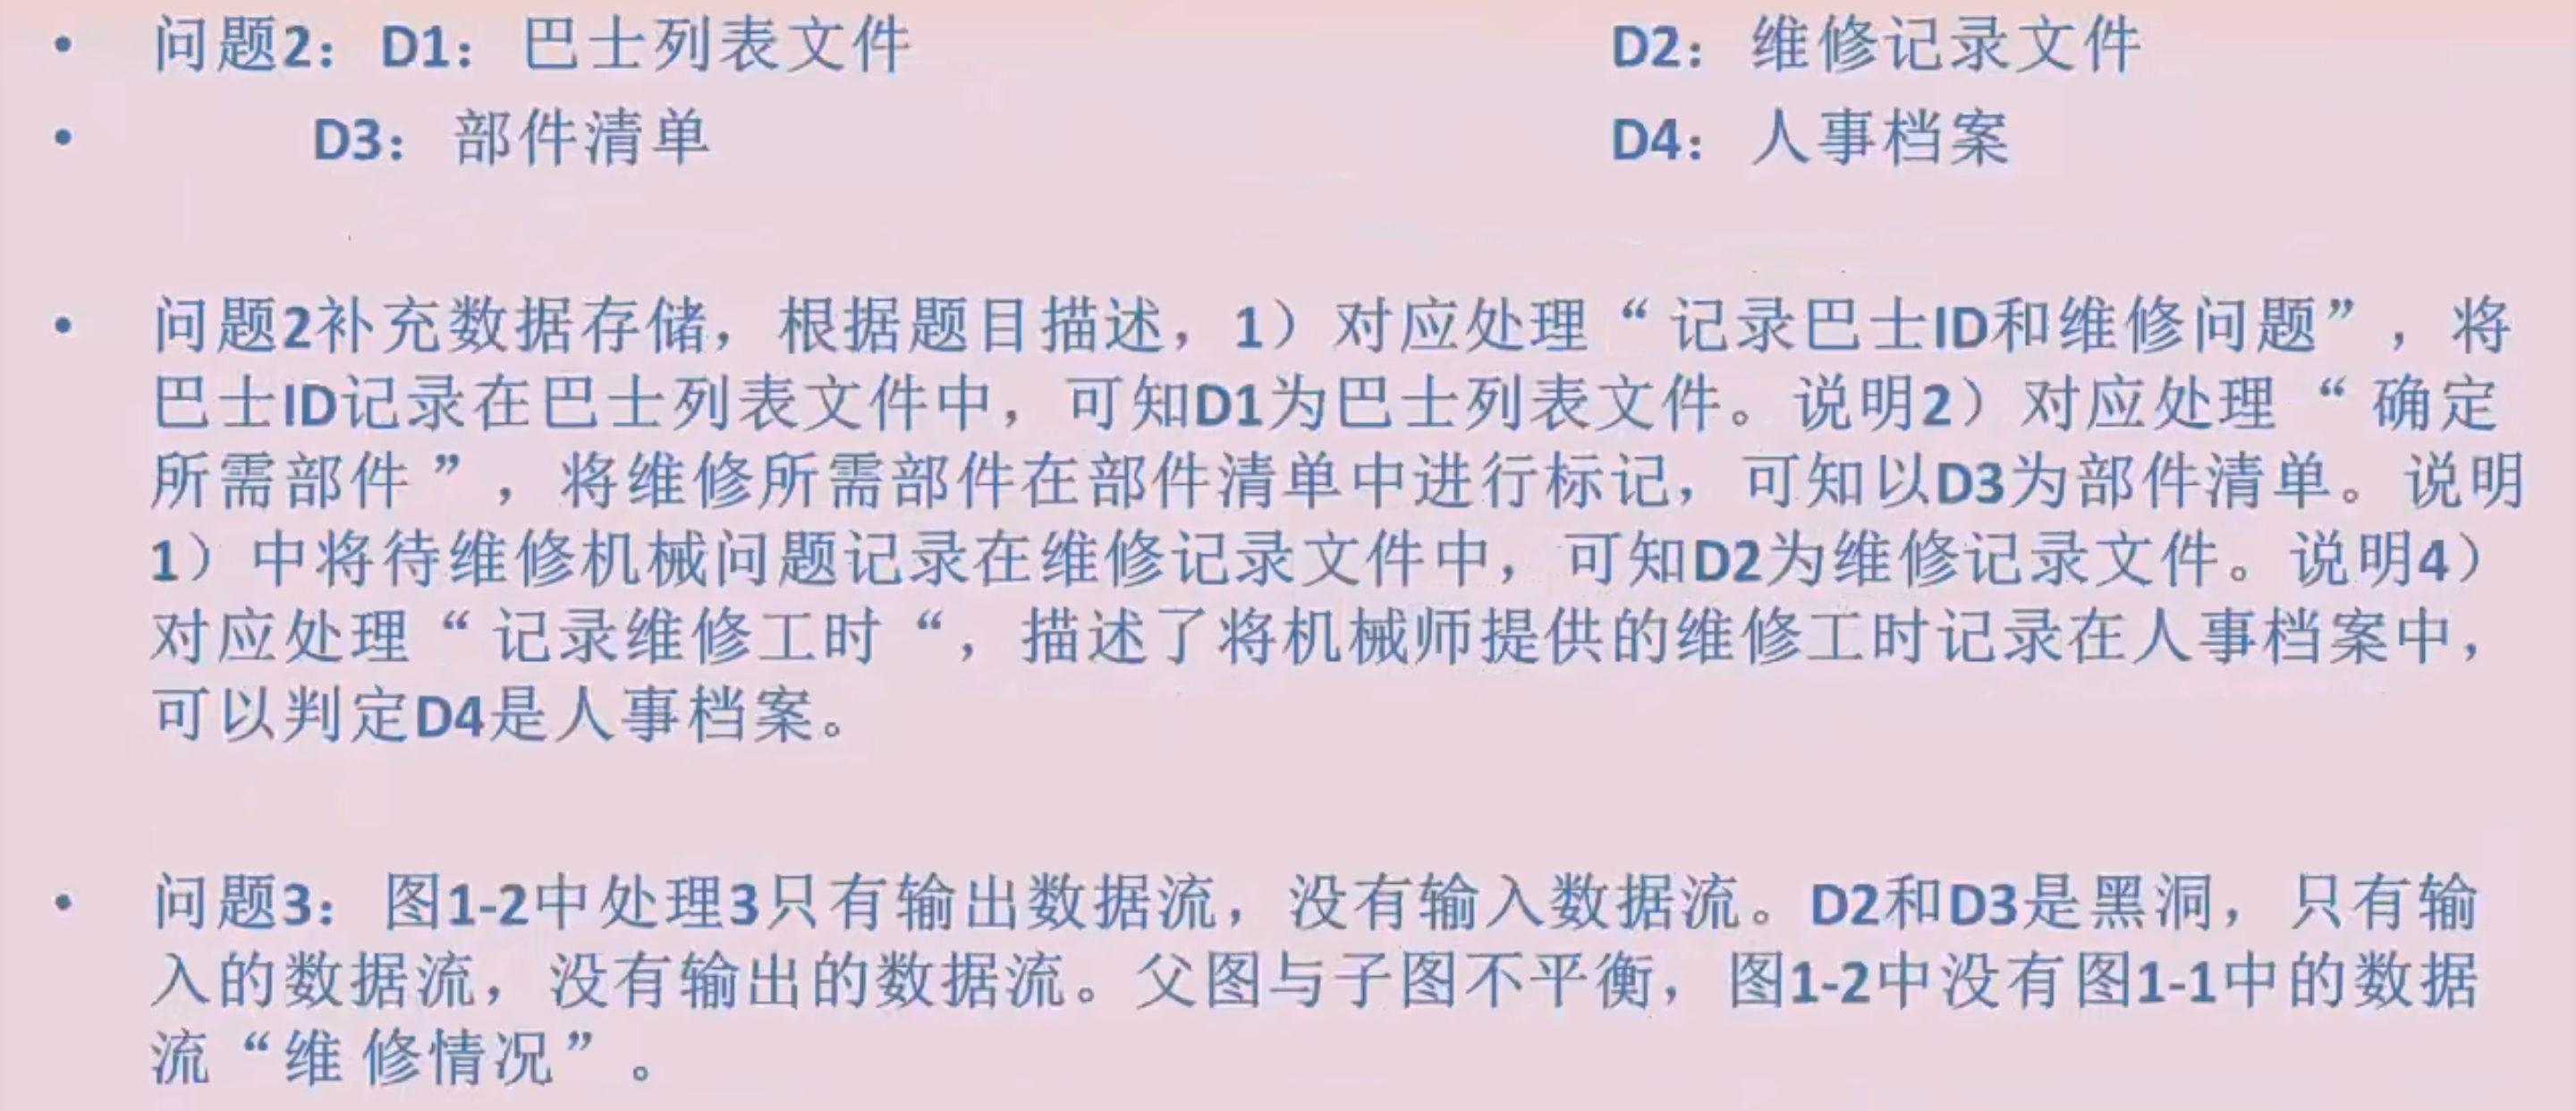 • 问题2：D1：巴士列表文件 D2：维修记录文件
• D3：部件清单 D4：人事档案
• 问题2补充数据存储，根据题目描述，1）对应处理“记录巴士ID和维修问题”，将
巴士ID记录在巴士列表文件中，可知D1为巴士列表文件。说明2）对应处理“确定
所需部件”，将维修所需部件在部件清单中进行标记，可知以D3为部件清单。说明
1）中将待维修机械问题记录在维修记录文件中，可知D2为维修记录文件。说明4）
对应处理“记录维修工时“，描述了将机械师提供的维修工时记录在人事档案中，
可以判定D4是人事档案。
• 问题3：图1-2中处理3只有输出数据流，没有输入数据流。D2和D3是黑洞，只有输
入的数据流，没有输出的数据流。父图与子图不平衡，图1-2中没有图1-1中的数据
流“维 修情况”。